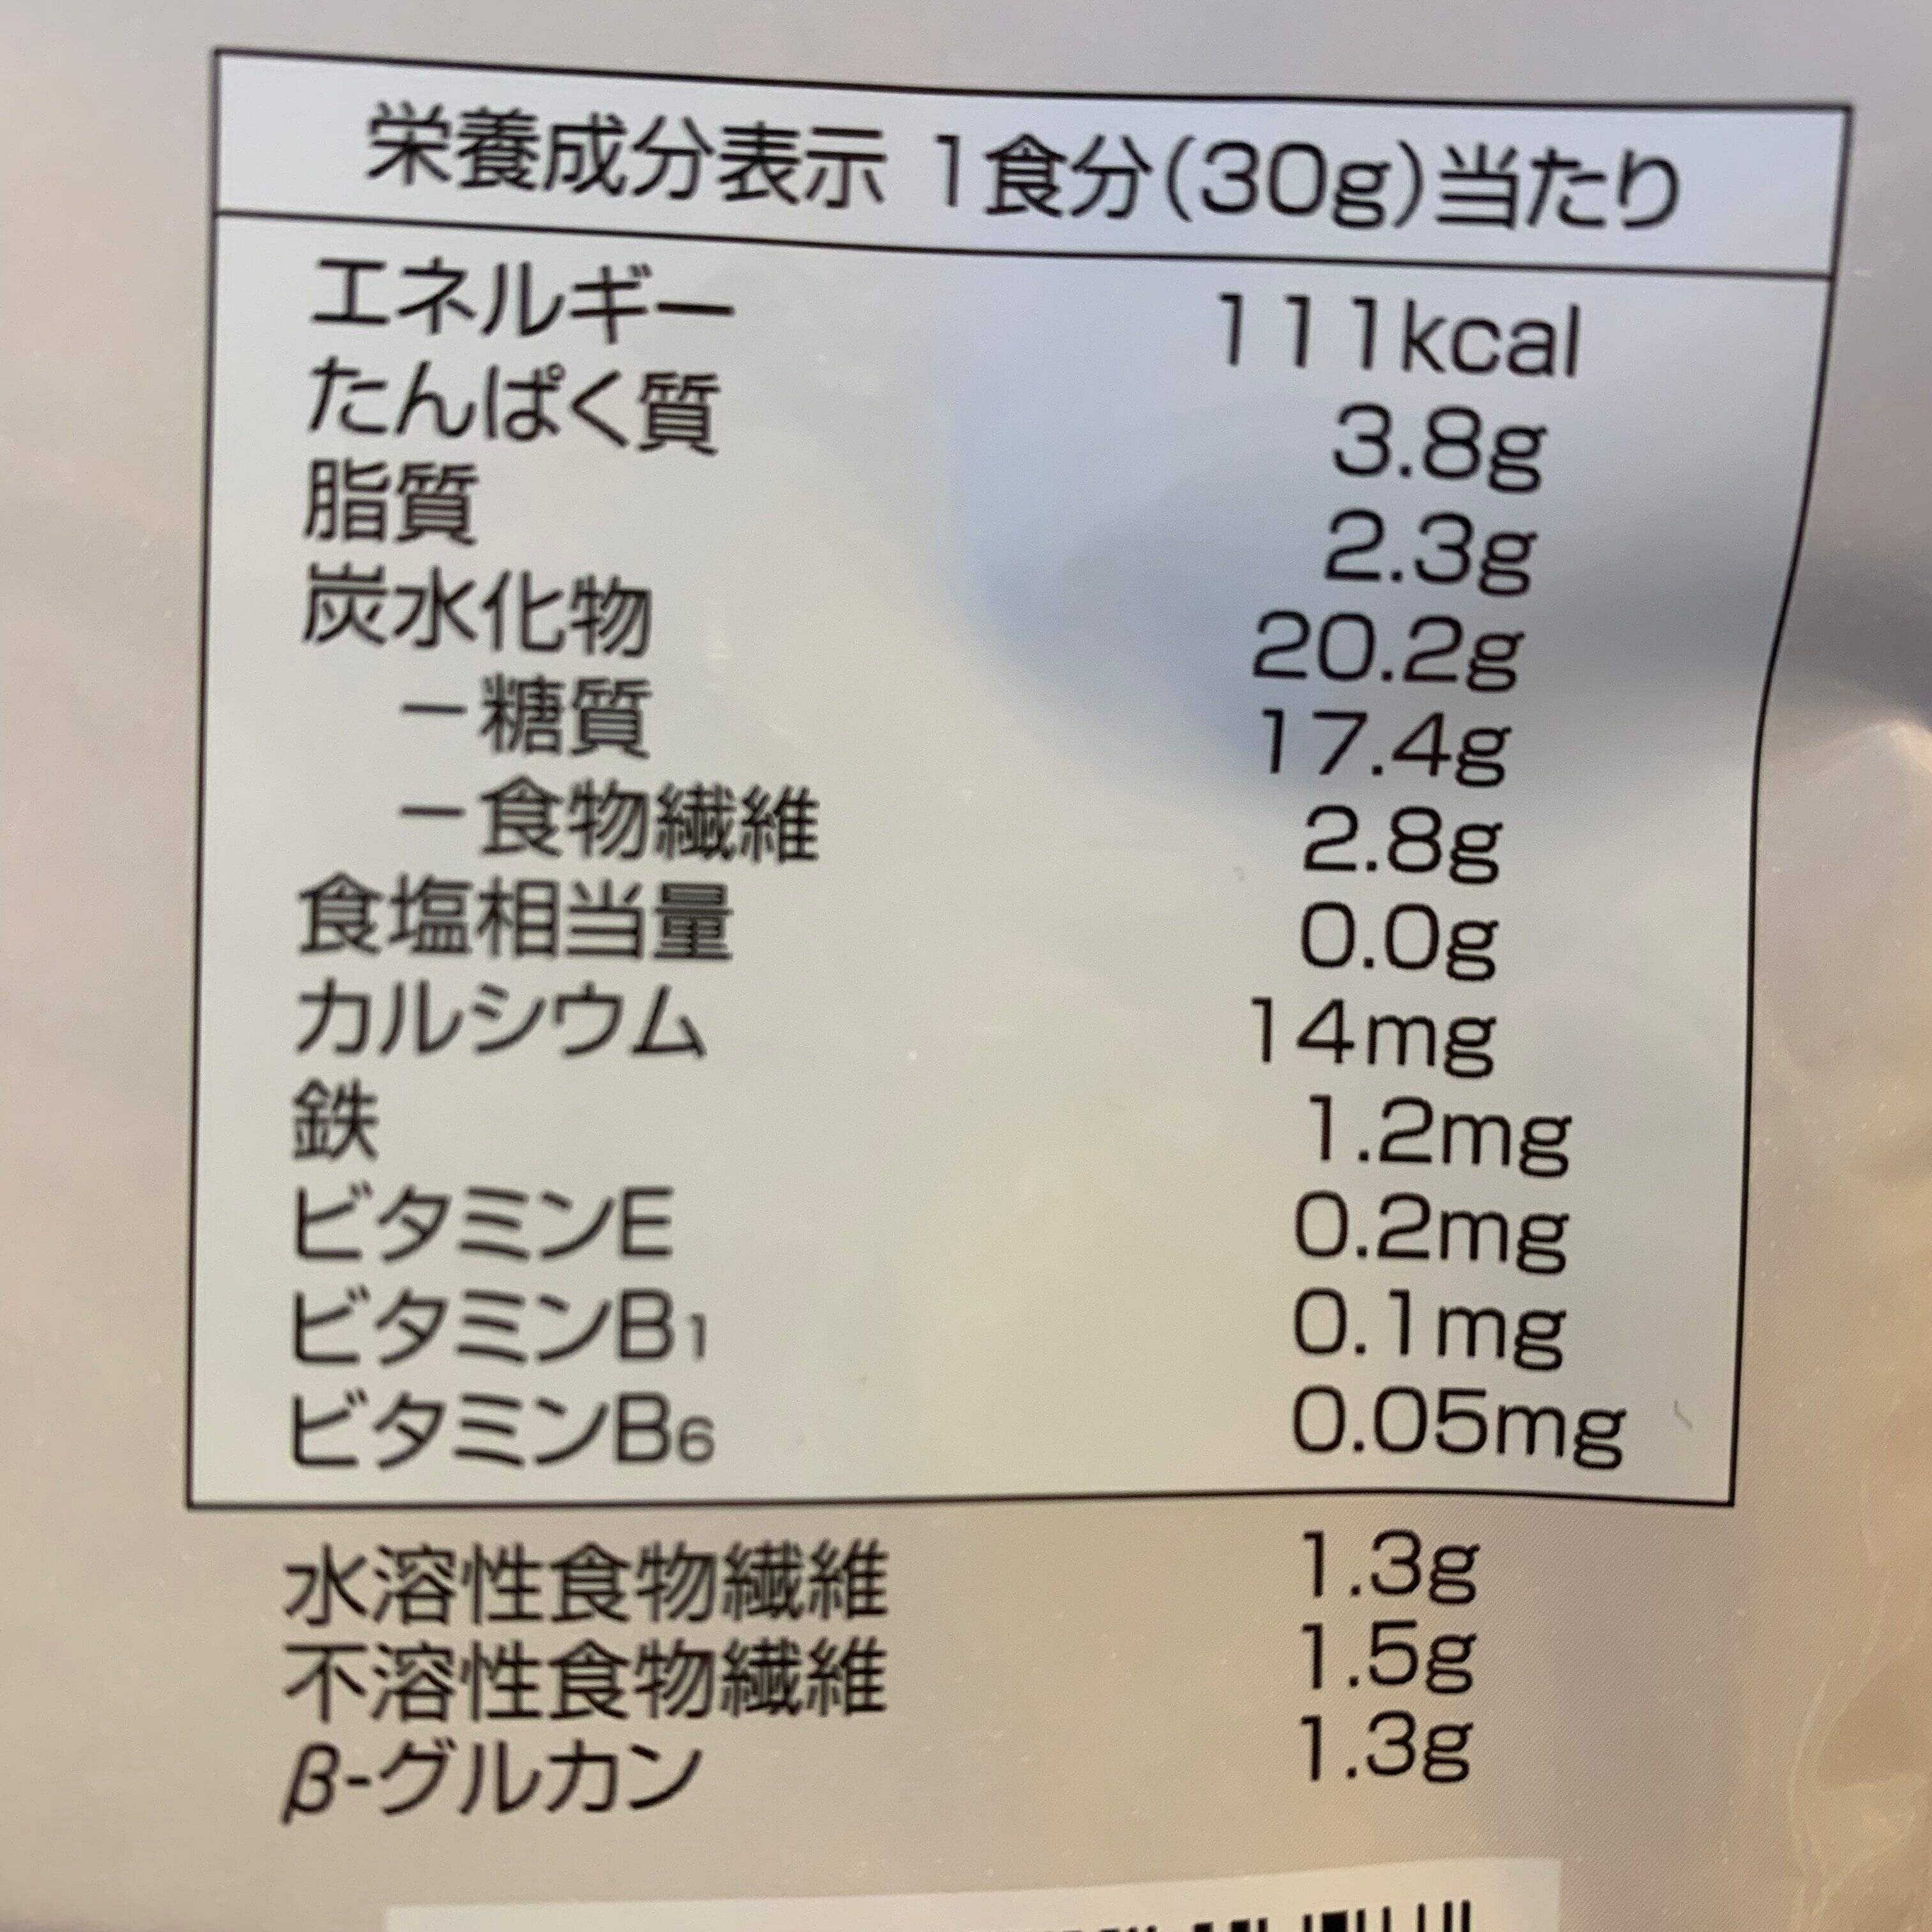 栄養成分表示 1食分(30g)当たり
エネルギー 111kcal
たんぱく質 3.8g
脂質 2.3g
炭水化物 20.2g
－糖質 17.4g
－食物繊維 2.8g
食塩相当量 0.0g
カルシウム 14mg
鉄 1.2mg
ビタミンE 0.2mg
ビタミンB1 0.1mg
ビタミンB6 0.05mg
水溶性食物繊維 1.3g
不溶性食物繊維 1.5g
β-グルカン 1.3g